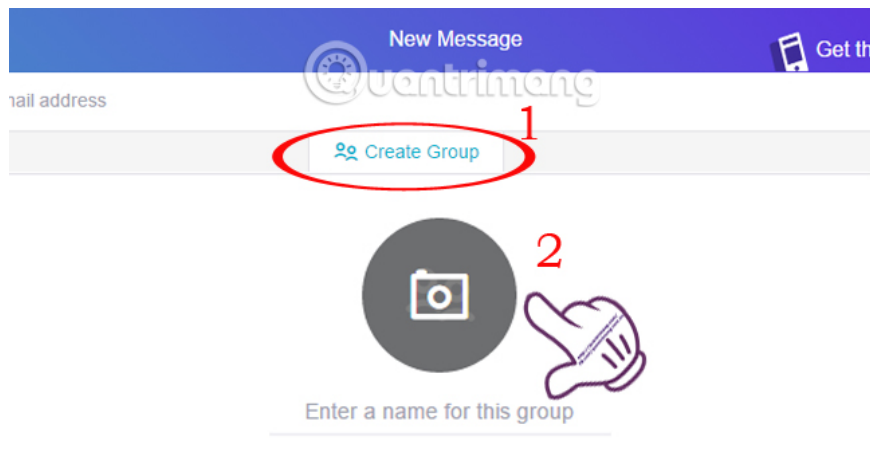 New Message
Get th
Quantrimang
nail address
1
Create Group
2
Enter a name for this group